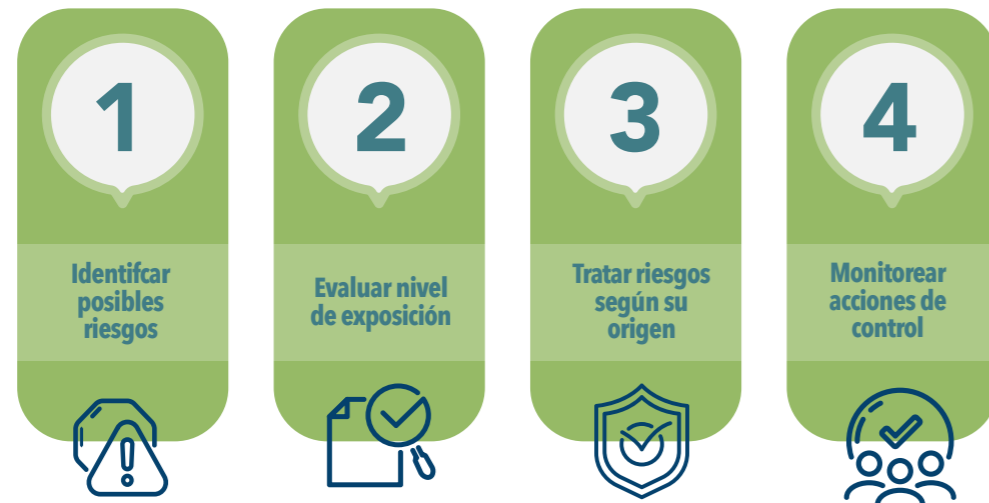 1
Identifcar
posibles
riesgos
2
Evaluar nivel
de exposición
3
Tratar riesgos
según su
origen
4
Monitorear
acciones de
control